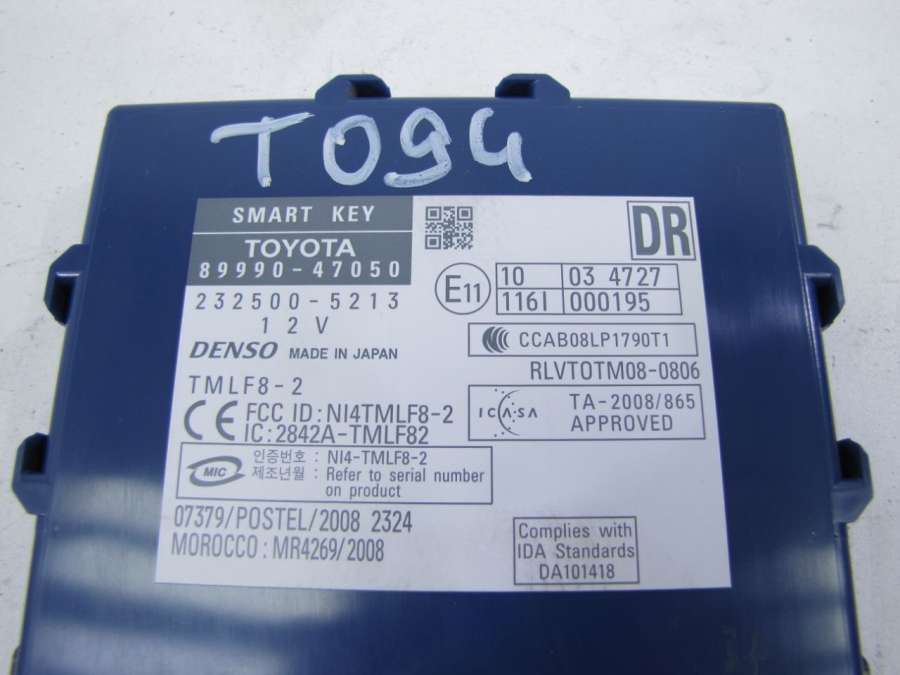 T094
SMART KEY
DR
TOYOTA
89990-47050
E11
10 03 4727
116I 000195
232500-5213
12V
CCAB08LP1790T1
DENSO MADE IN JAPAN
RLVTOTM08-0806
TMLF8-2
ICASA TA-2008/865
APPROVED
CE FCC ID:NI4TMLF8-2
IC:2842A-TMLF82
MIC 인증번호 : NI4-TMLF8-2
제조년월 : Refer to serial number
on product
07379/POSTEL/2008 2324
MOROCCO:MR4269/2008
Complies with
IDA Standards
DA101418